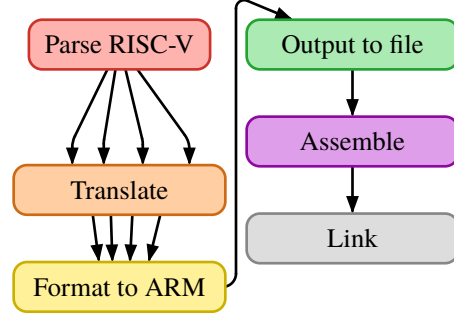 Parse RISC-V
Translate
Format to ARM
Output to file
Assemble
Link